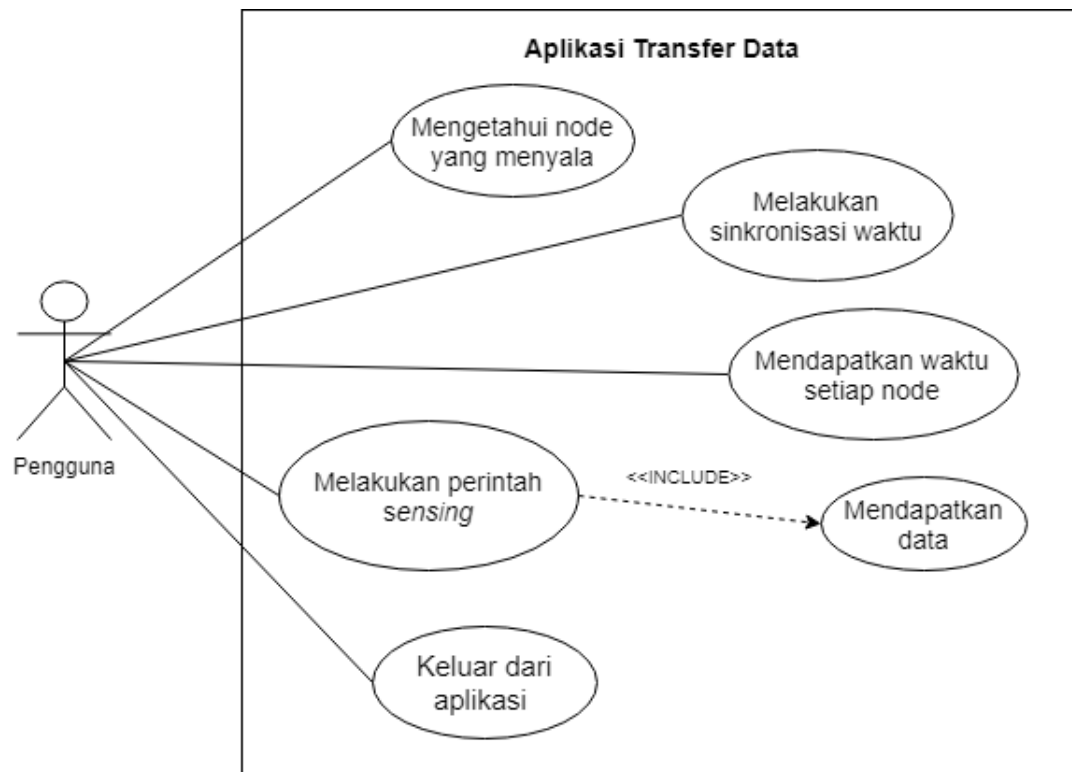 Aplikasi Transfer Data
Mengetahui node
yang menyala
Melakukan
sinkronisasi waktu
Mendapatkan waktu
setiap node
Pengguna
Melakukan perintah
sensing
<<INCLUDE>>
Mendapatkan
data
Keluar dari
aplikasi